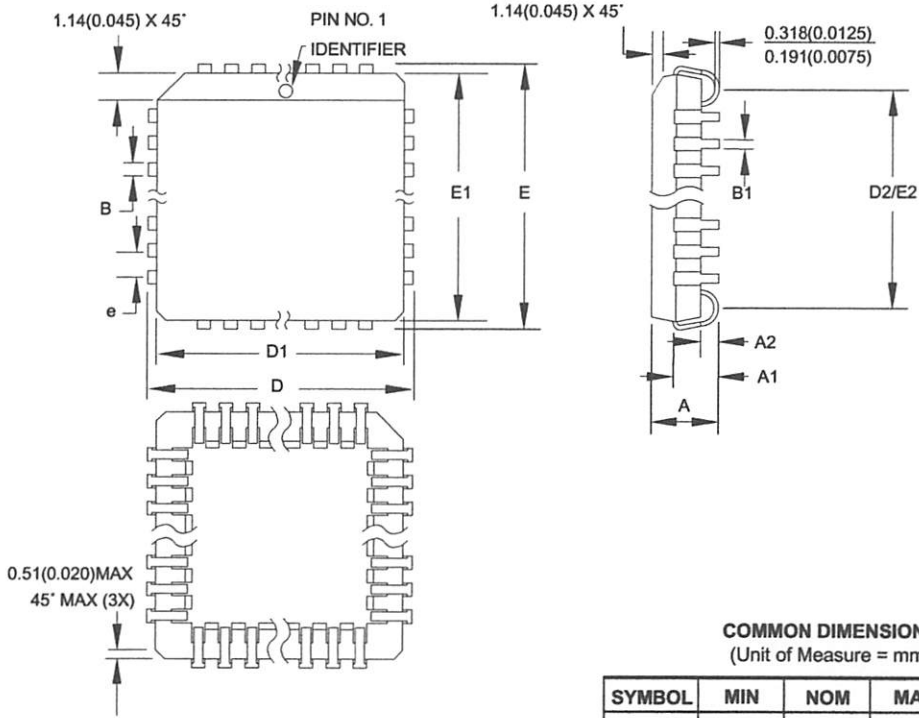 1.14(0.045) X 45°
PIN NO. 1
IDENTIFIER
1.14(0.045) X 45°
0.318(0.0125)
0.191(0.0075)
B
e
E1
E
B1
D2/E2
D1
D
A2
A1
A
0.51(0.020)MAX
45° MAX (3X)
COMMON DIMENSION
(Unit of Measure = mm
SYMBOL MIN NOM MA